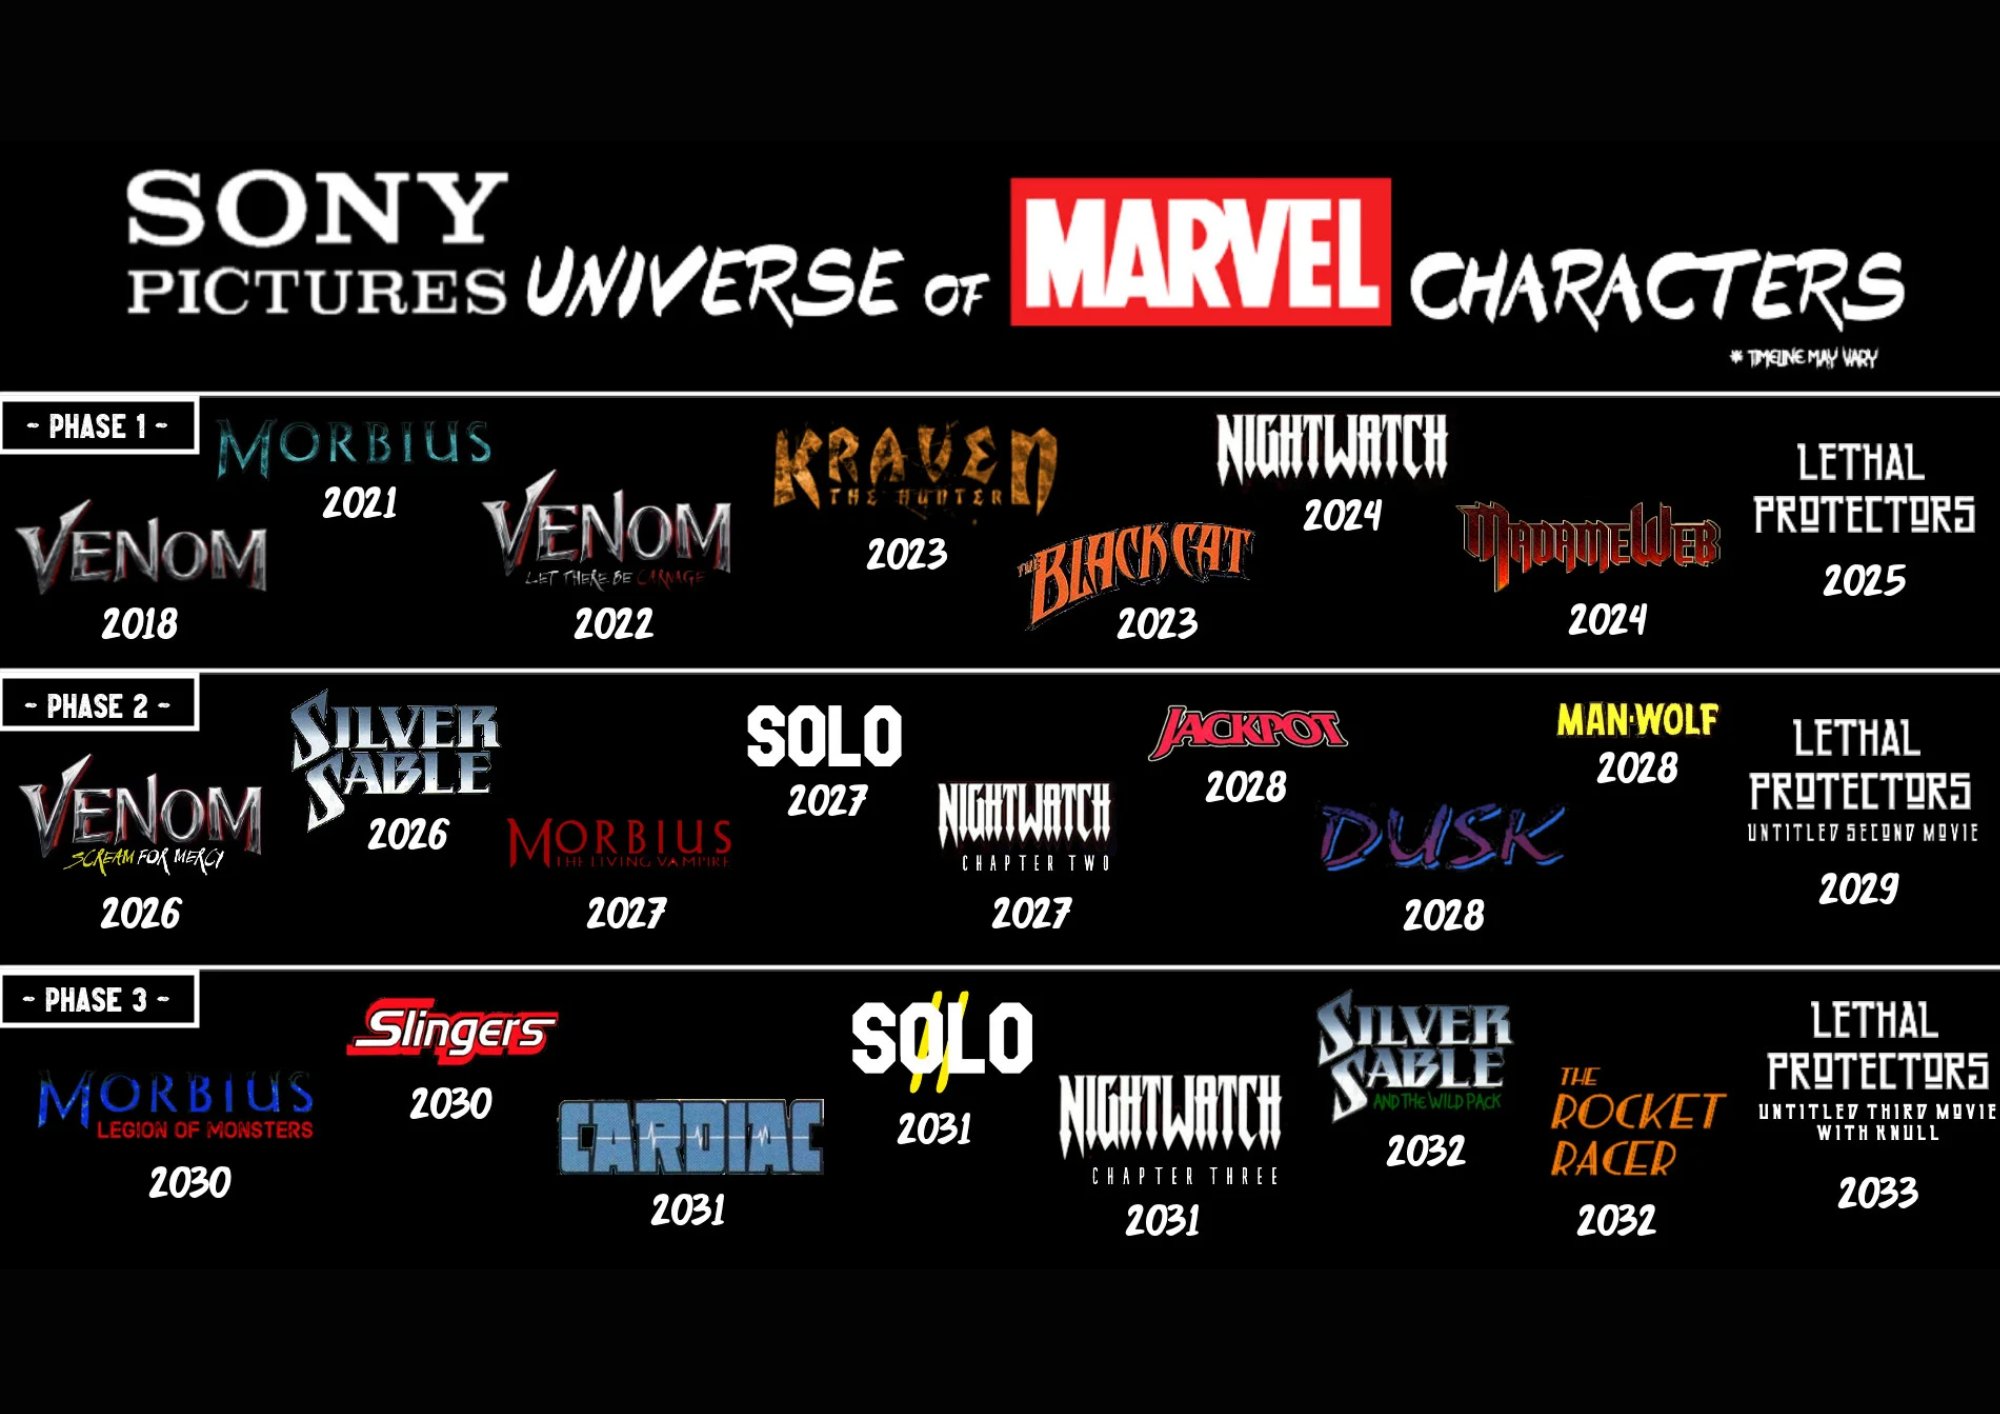 SONY
PICTURES UNIVERSE OF MARVEL CHARACTERS
* TIMELINE MAY VARY
- PHASE 1 -
VENOM
2018
MORBIUS
2021
VENOM
LET THERE BE CARNAGE
2022
KRAVEN
THE HUNTER
2023
THE BLACK CAT
2023
NIGHTWATCH
2024
MADAME WEB
2024
LETHAL
PROTECTORS
2025
- PHASE 2 -
VENOM
SCREAM FOR MERCY
2026
SILVER
SABLE
2026
MORBIUS
THE LIVING VAMPIRE
2027
SOLO
2027
NIGHTWATCH
CHAPTER TWO
2027
JACKPOT
2028
DUSK
2028
MAN-WOLF
2028
LETHAL
PROTECTORS
UNTITLED SECOND MOVIE
2029
- PHASE 3 -
MORBIUS
LEGION OF MONSTERS
2030
Slingers
2030
CARDIAC
2031
SOLO
2031
NIGHTWATCH
CHAPTER THREE
2031
SILVER
SABLE
AND THE WILD PACK
2032
THE
ROCKET
RACER
2032
LETHAL
PROTECTORS
UNTITLED THIRD MOVIE
WITH KNULL
2033